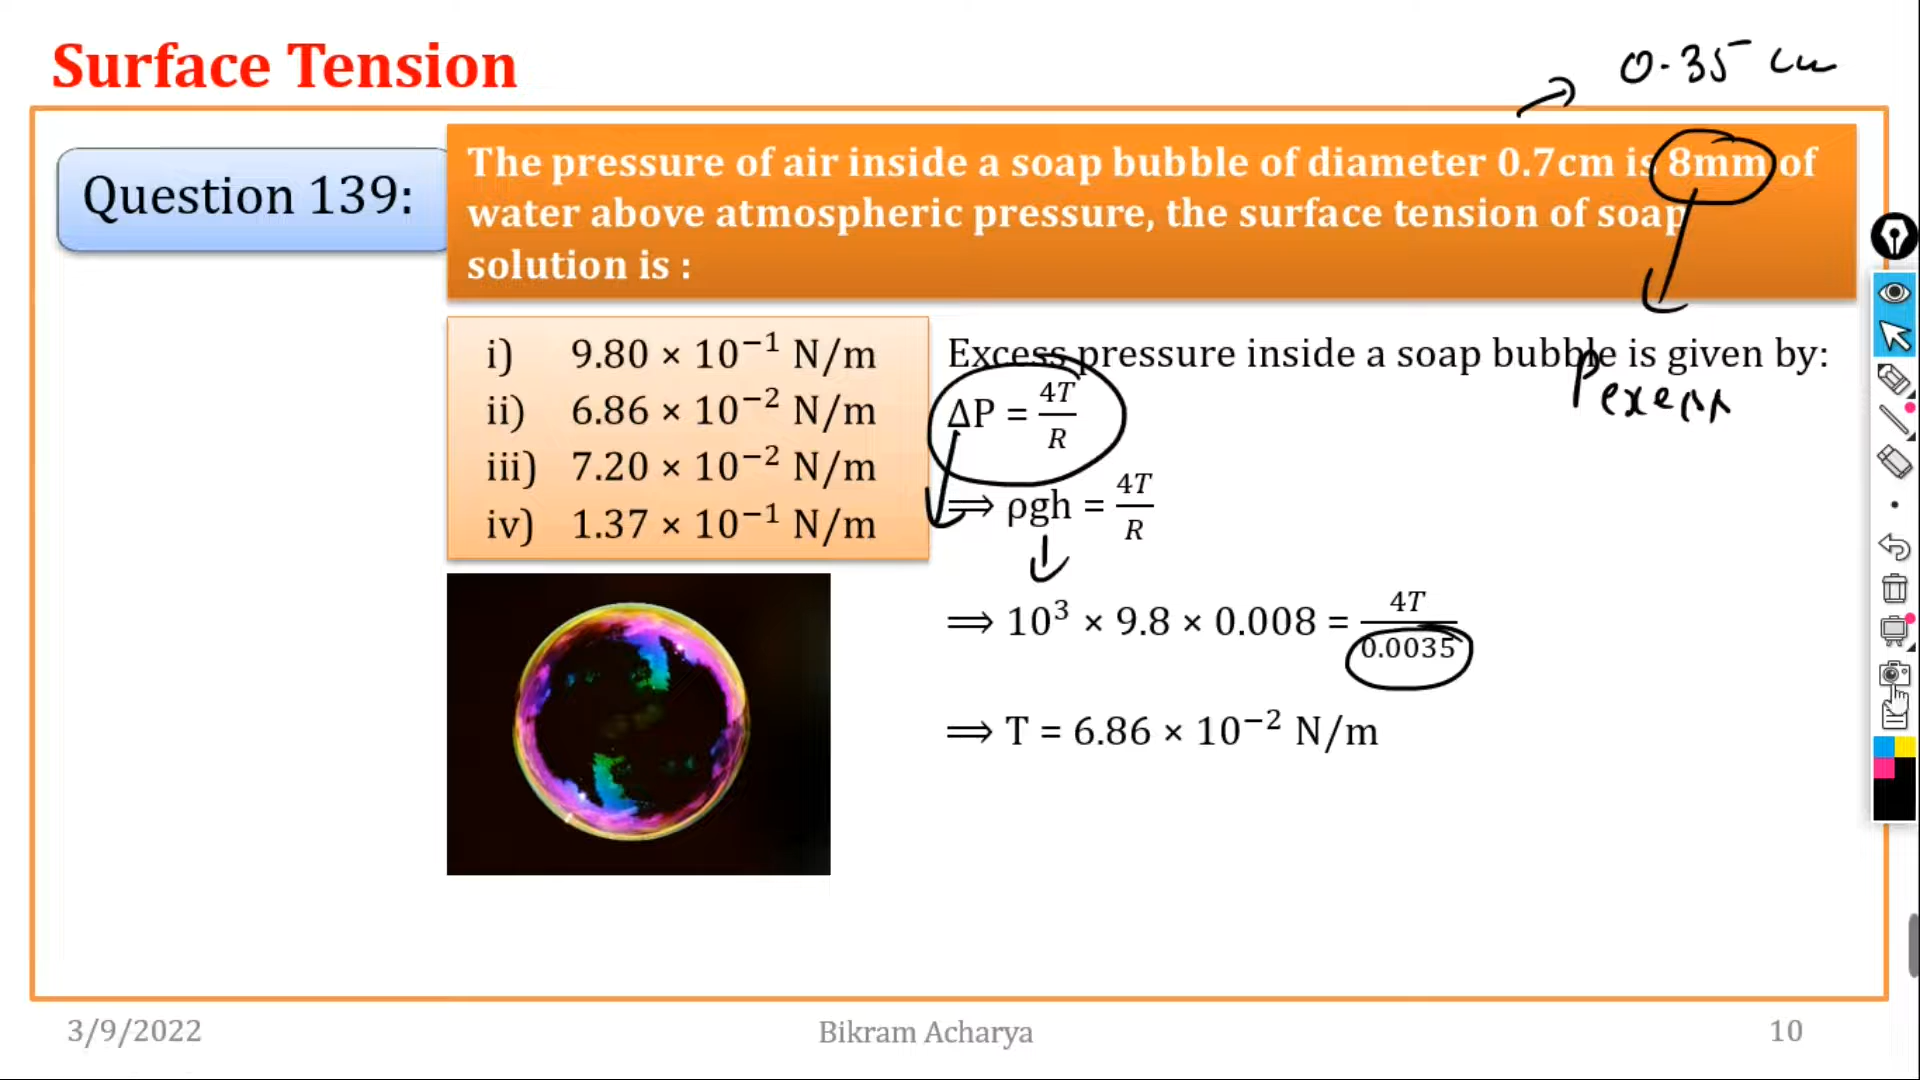 Surface Tension
0.35 cm
Question 139:
The pressure of air inside a soap bubble of diameter 0.7cm is 8mm of
water above atmospheric pressure, the surface tension of soap
solution is :
i) 9.80 × 10⁻¹ N/m
ii) 6.86 × 10⁻² N/m
iii) 7.20 × 10⁻² N/m
iv) 1.37 × 10⁻¹ N/m
Excess pressure inside a soap bubble is given by:
P excess
ΔP = 4T/R
⟹ ρgh = 4T/R
⟹ 10³ × 9.8 × 0.008 = 4T/0.0035
⟹ T = 6.86 × 10⁻² N/m
3/9/2022
Bikram Acharya
10